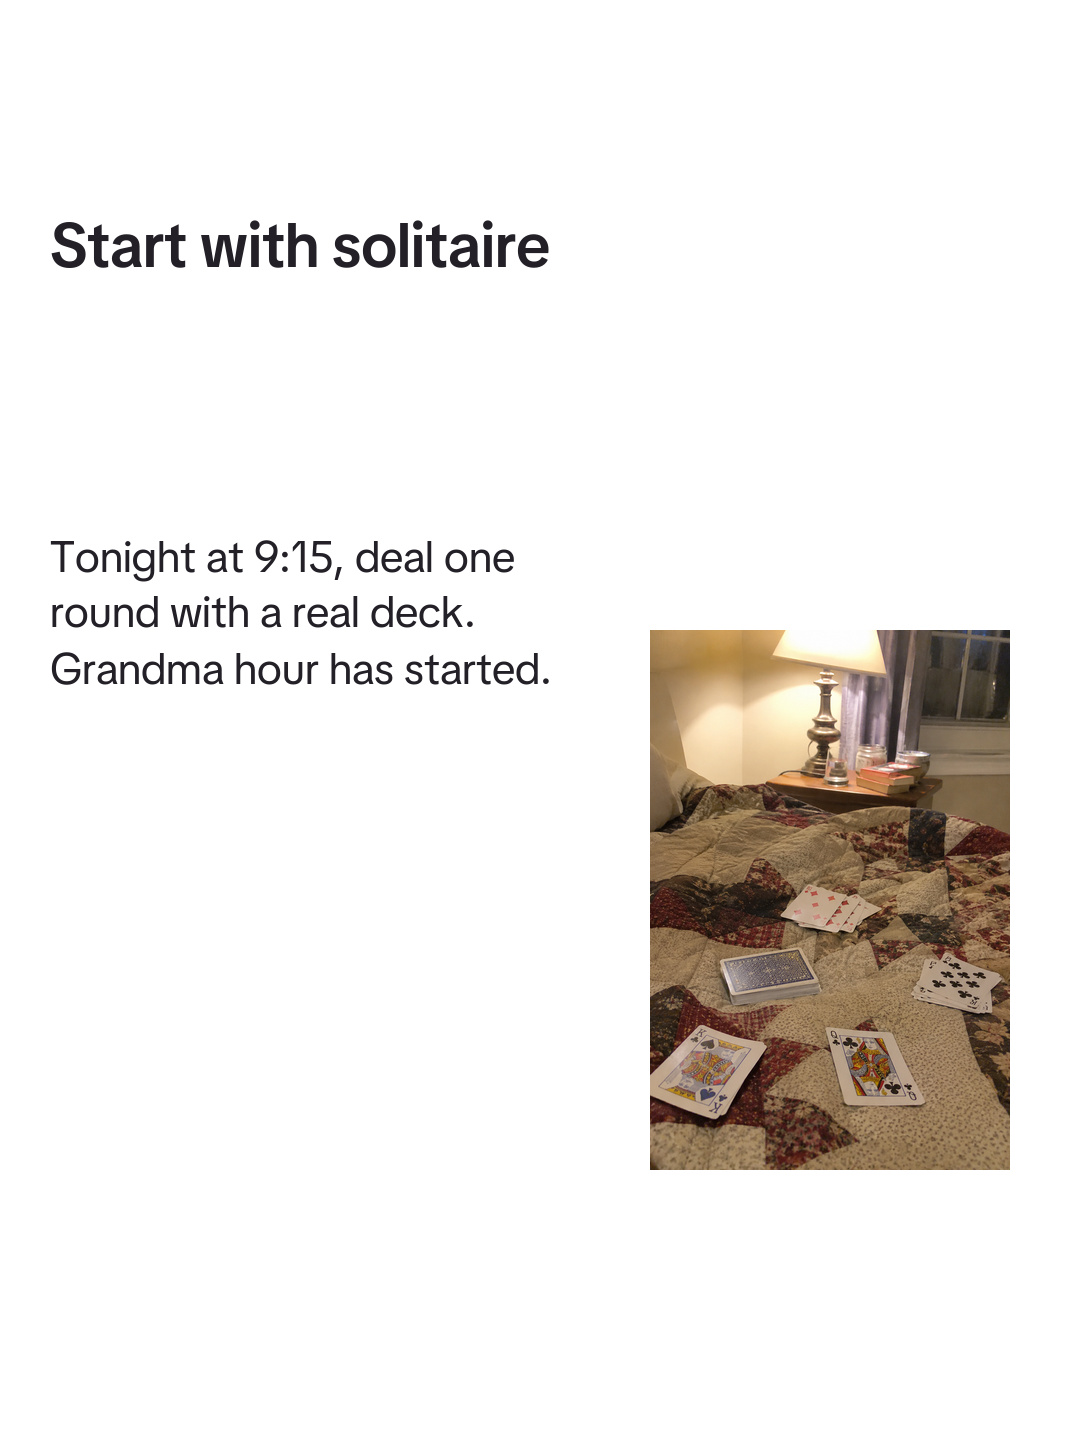 Start with solitaire
Tonight at 9:15, deal one
round with a real deck.
Grandma hour has started.